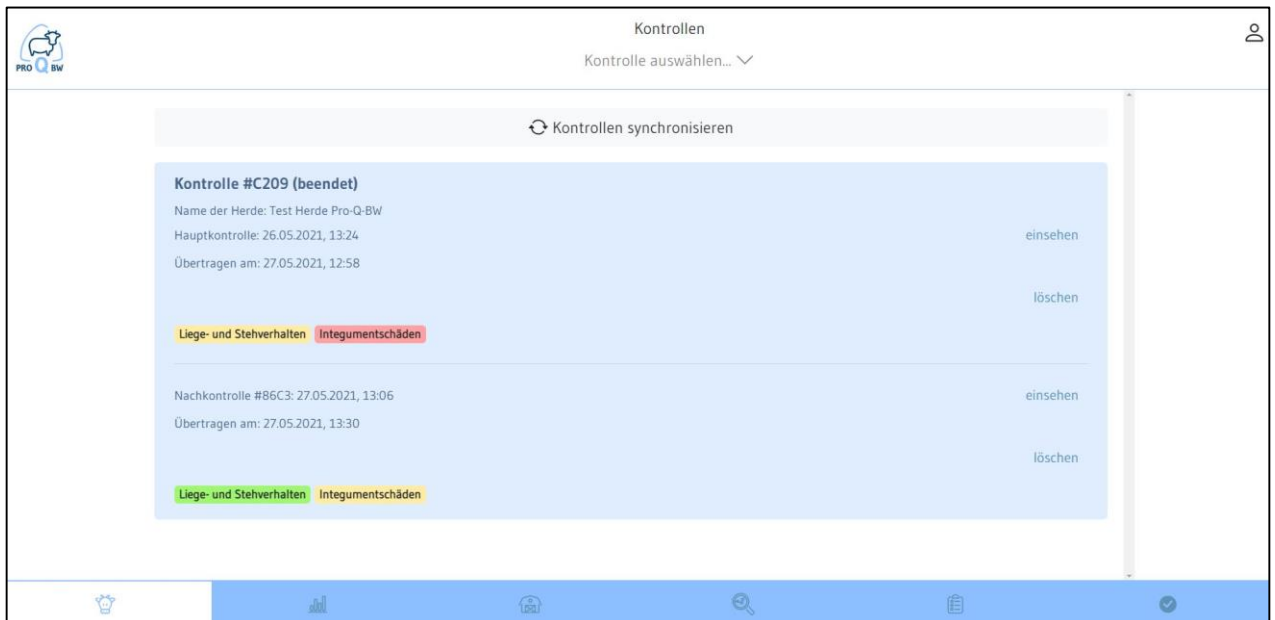 Kontrollen
PRO Q BW
Kontrolle auswählen...
Kontrollen synchronisieren
Kontrolle #C209 (beendet)
Name der Herde: Test Herde Pro-Q-BW
Hauptkontrolle: 26.05.2021, 13:24 einsehen
Übertragen am: 27.05.2021, 12:58
löschen
Liege- und Stehverhalten Integumentschäden
Nachkontrolle #86C3: 27.05.2021, 13:06 einsehen
Übertragen am: 27.05.2021, 13:30
löschen
Liege- und Stehverhalten Integumentschäden